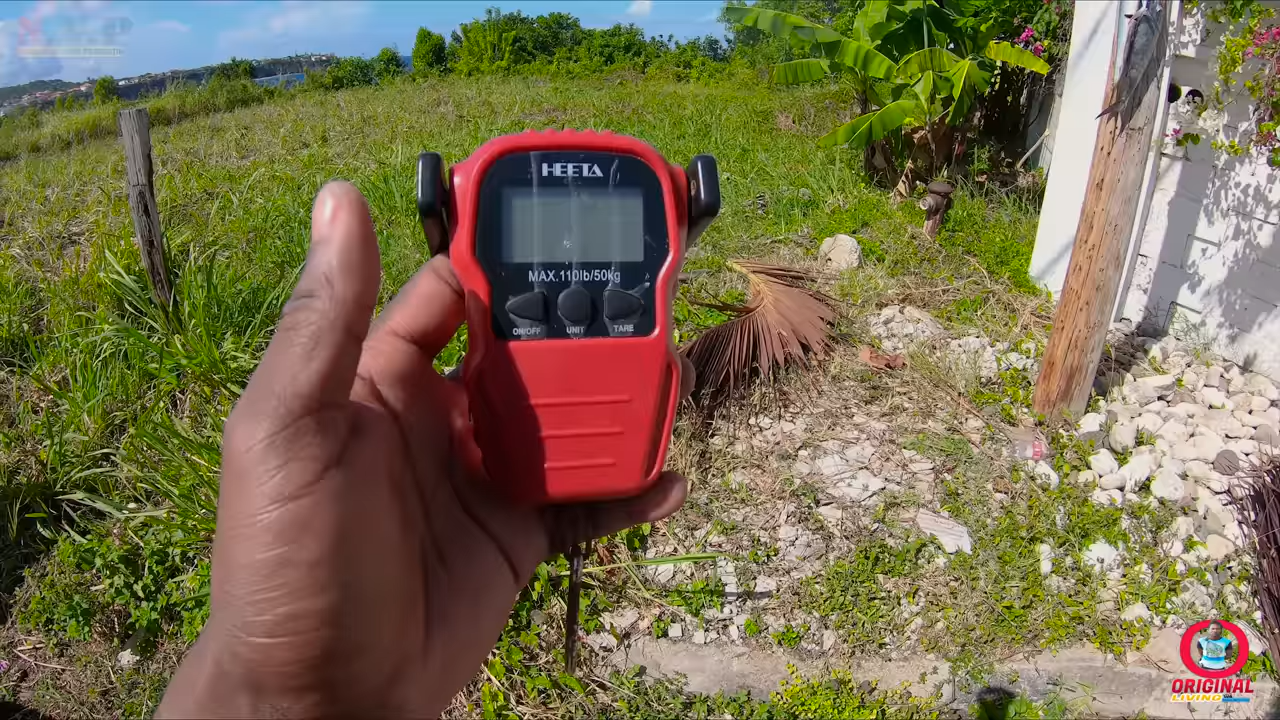 HEETA
MAX.110lb/50kg
ON/OFF UNIT TARE
ORIGINAL
LIVING